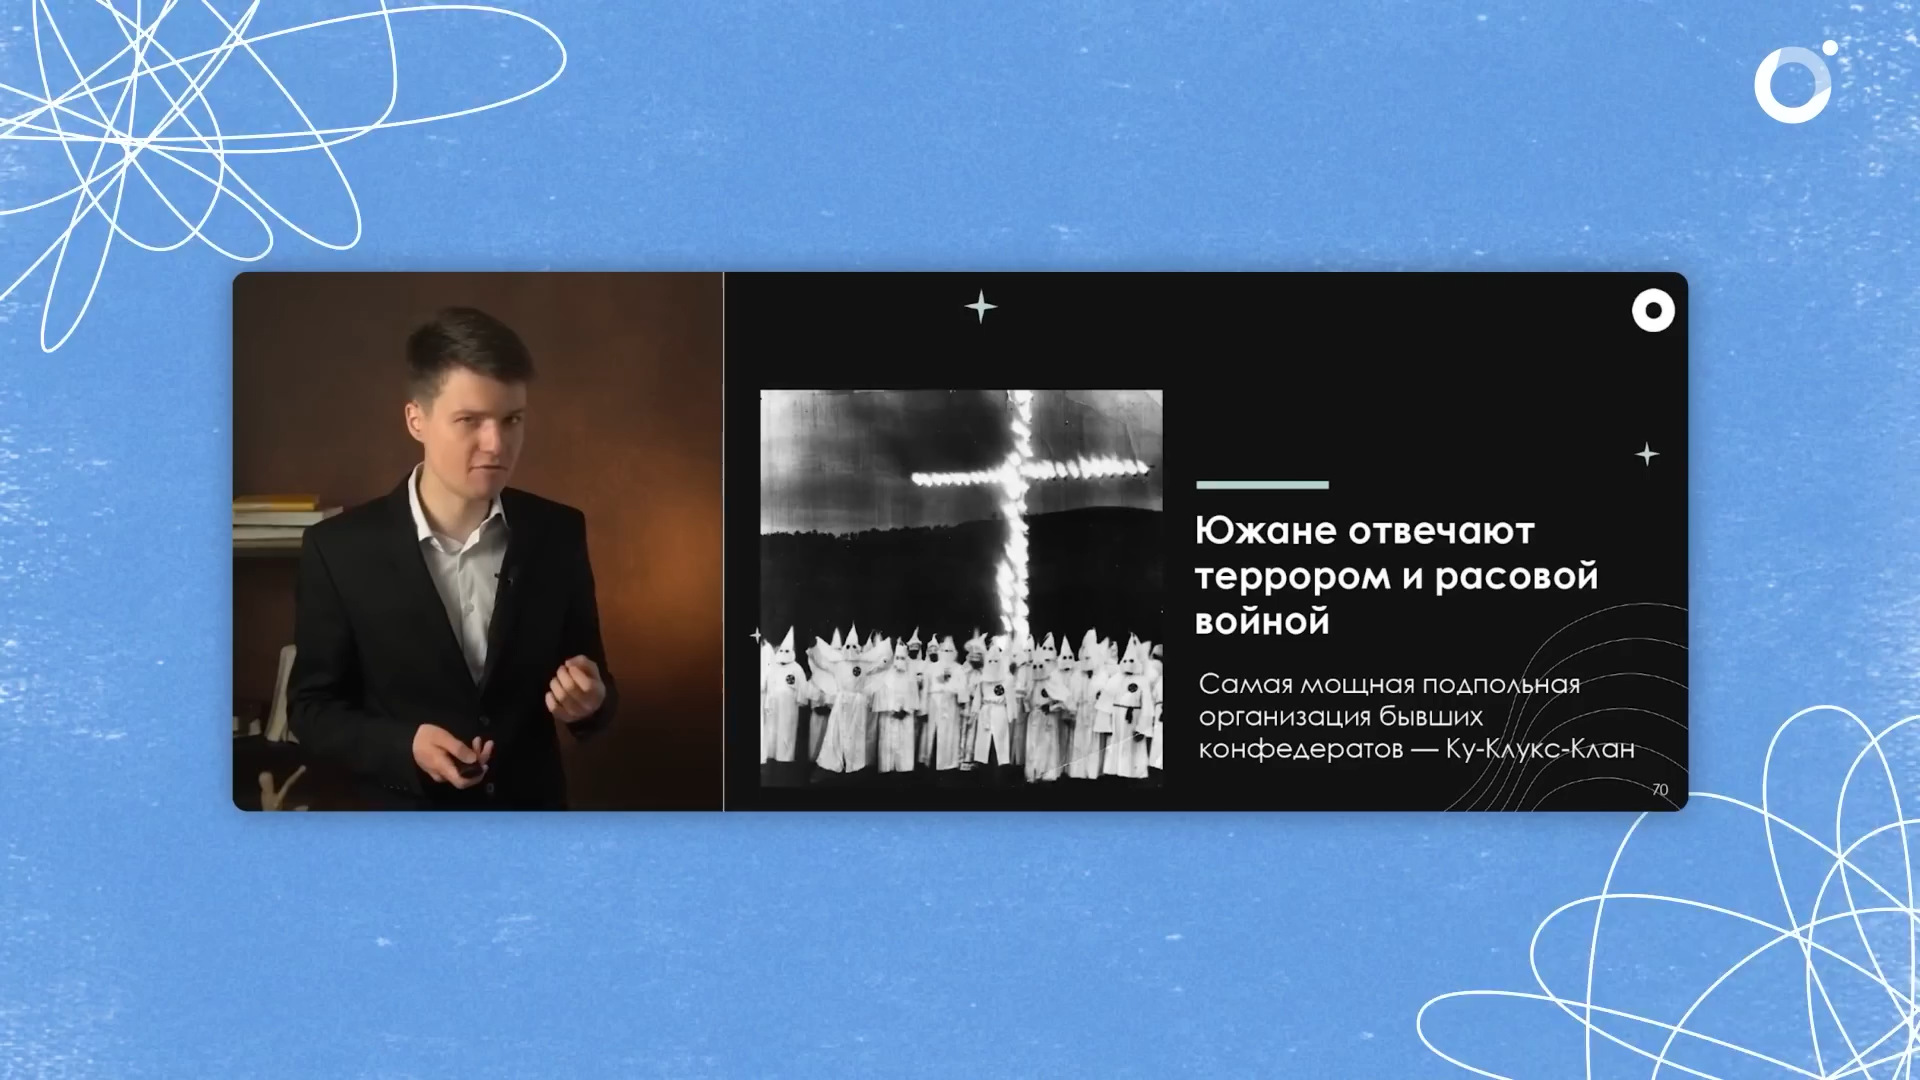 Южане отвечают
террором и расовой
войной
Самая мощная подпольная
организация бывших
конфедератов — Ку-Клукс-Клан
70